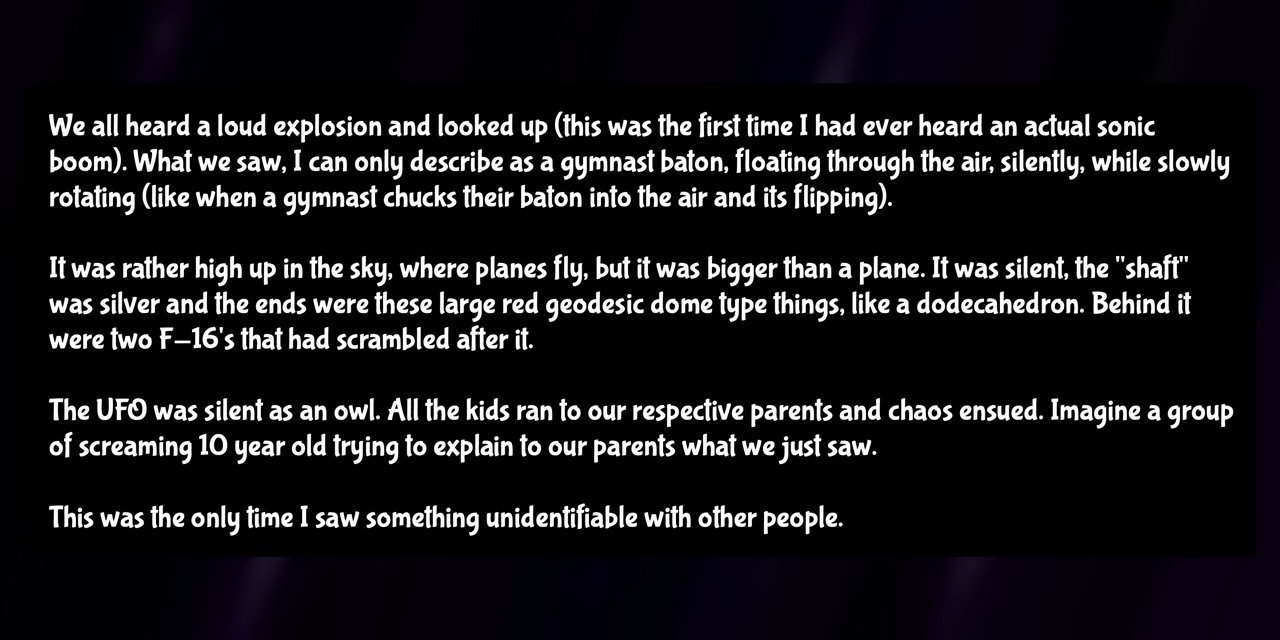 We all heard a loud explosion and looked up (this was the first time I had ever heard an actual sonic
boom). What we saw, I can only describe as a gymnast baton, floating through the air, silently, while slowly
rotating (like when a gymnast chucks their baton into the air and its flipping).
It was rather high up in the sky, where planes fly, but it was bigger than a plane. It was silent, the "shaft"
was silver and the ends were these large red geodesic dome type things, like a dodecahedron. Behind it
were two F-16's that had scrambled after it.
The UFO was silent as an owl. All the kids ran to our respective parents and chaos ensued. Imagine a group
of screaming 10 year old trying to explain to our parents what we just saw.
This was the only time I saw something unidentifiable with other people.